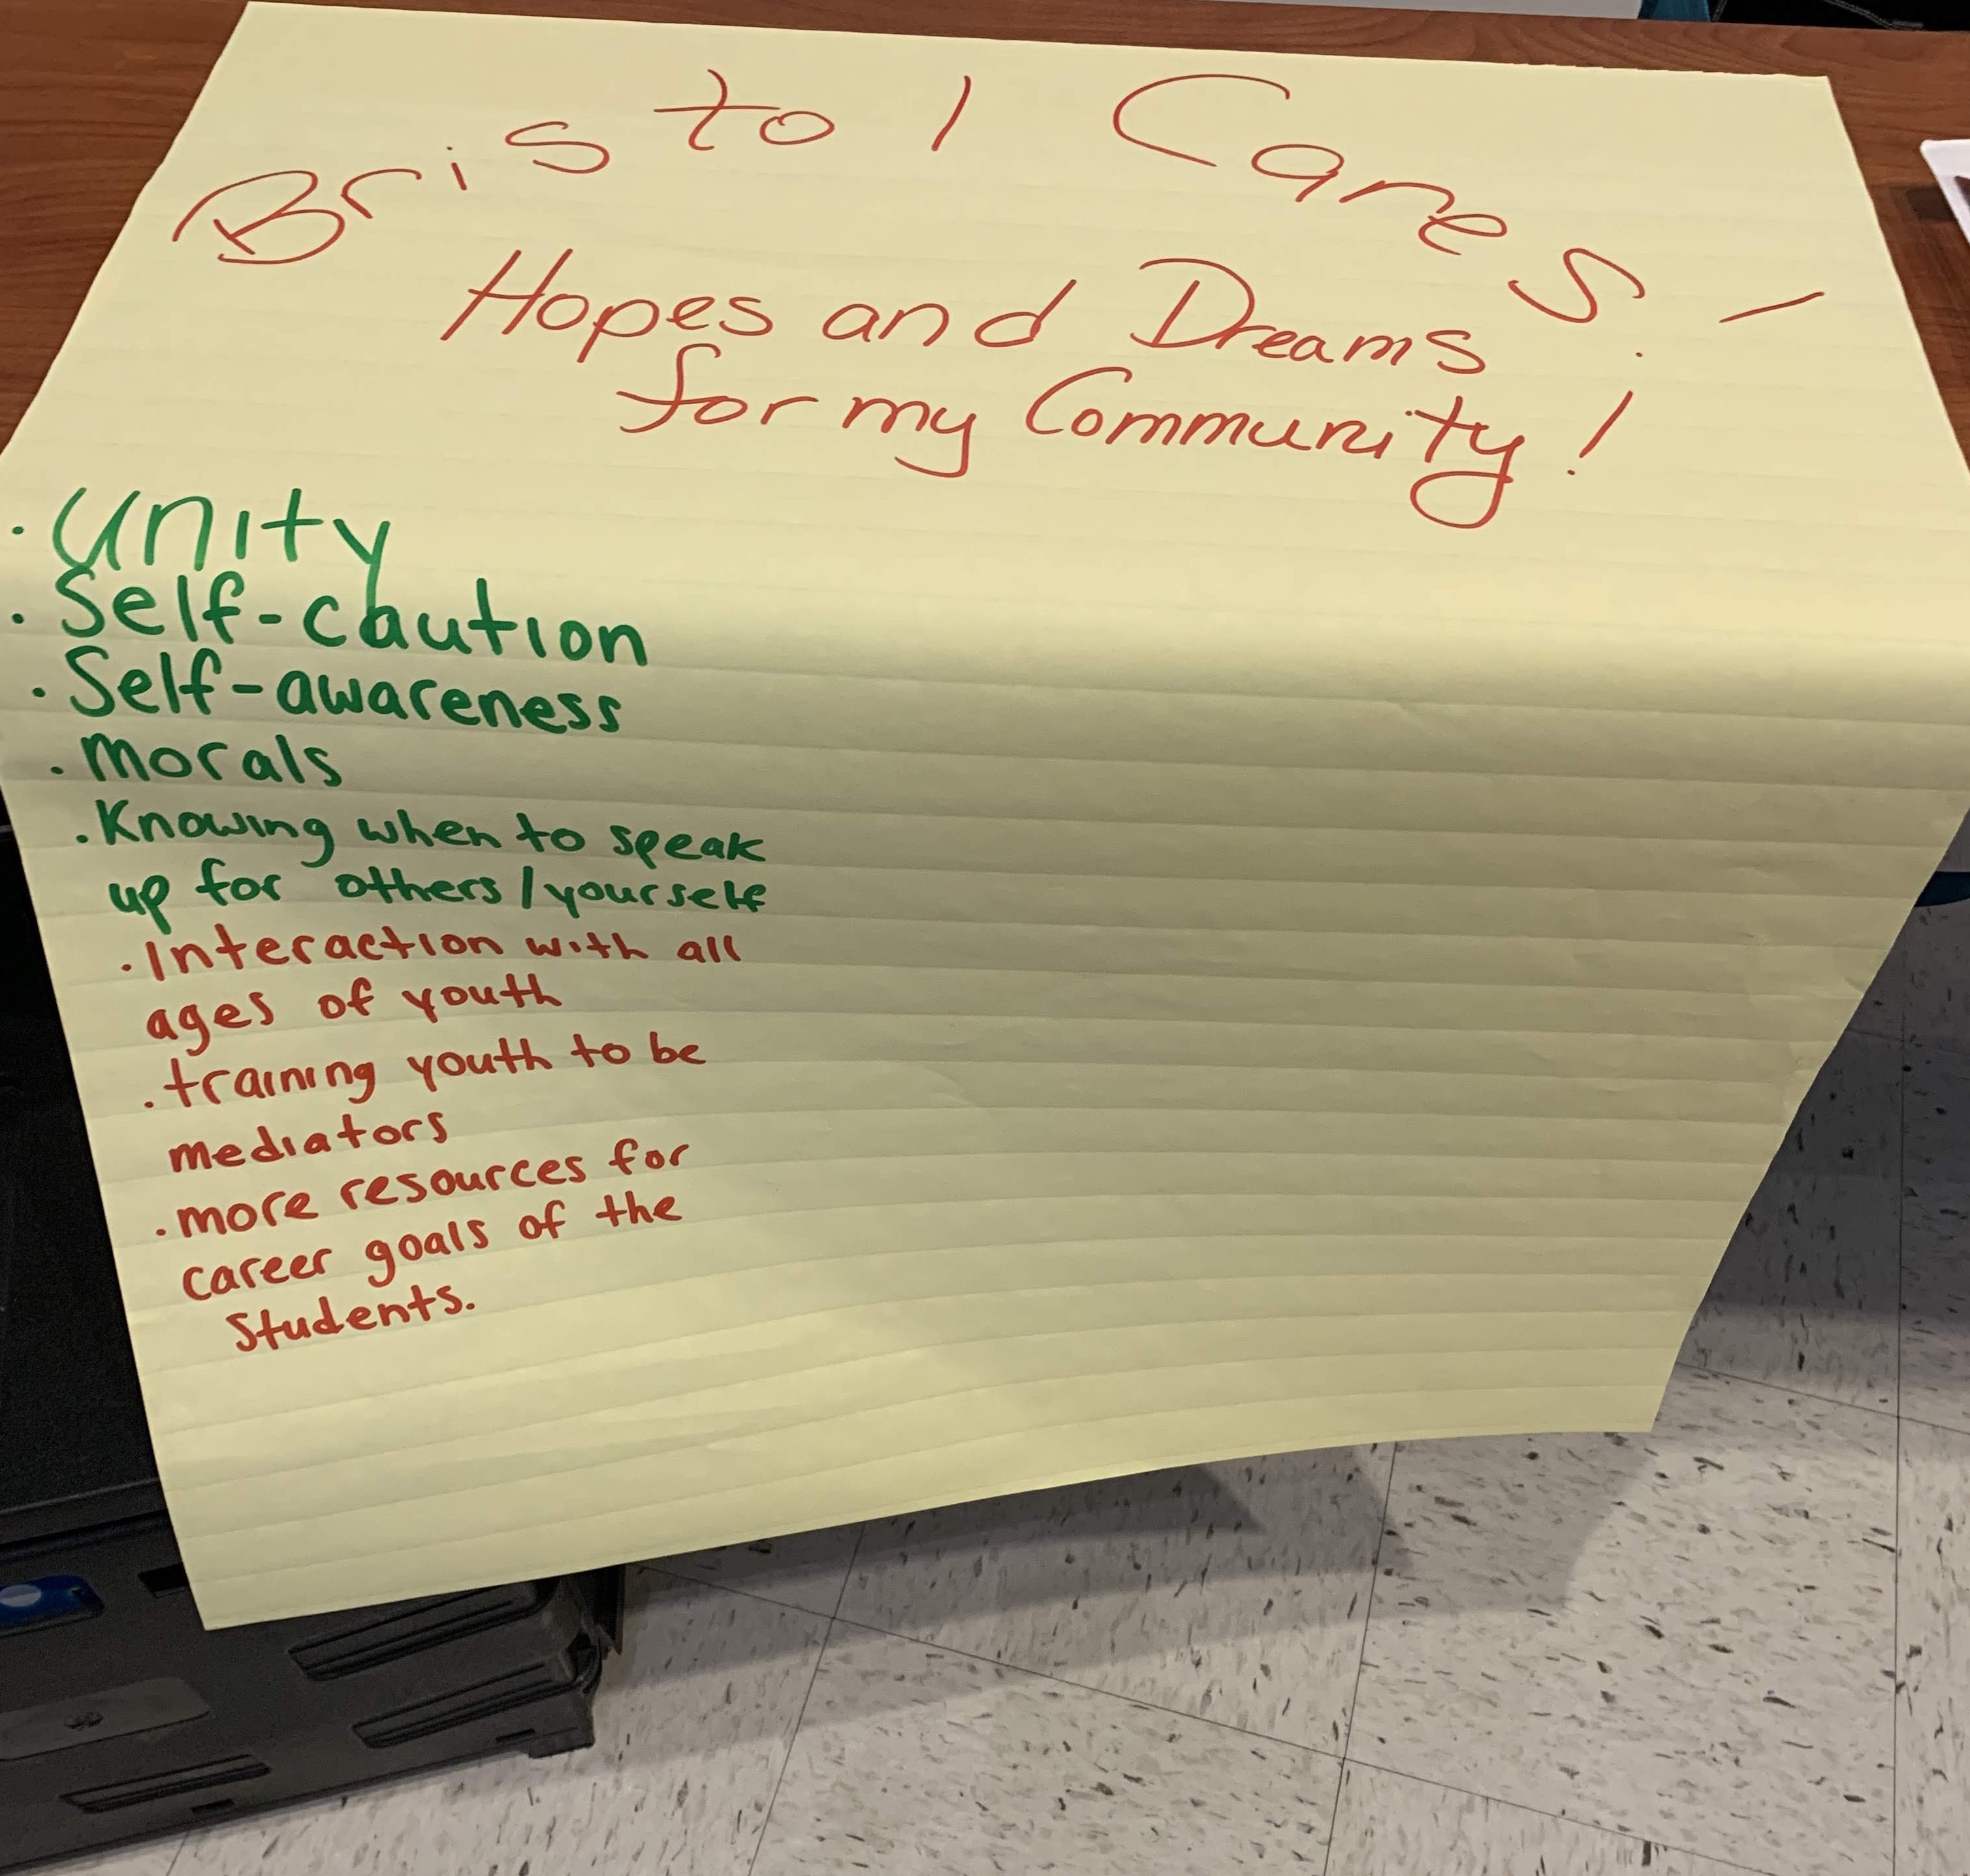 Bristol Cares!
Hopes and Dreams
for my Community!
· Unity
· Self-caution
· Self-awareness
· morals
· Knowing when to speak
up for others/yourself
· Interaction with all
ages of youth
· training youth to be
mediators
· more resources for
career goals of the
Students.